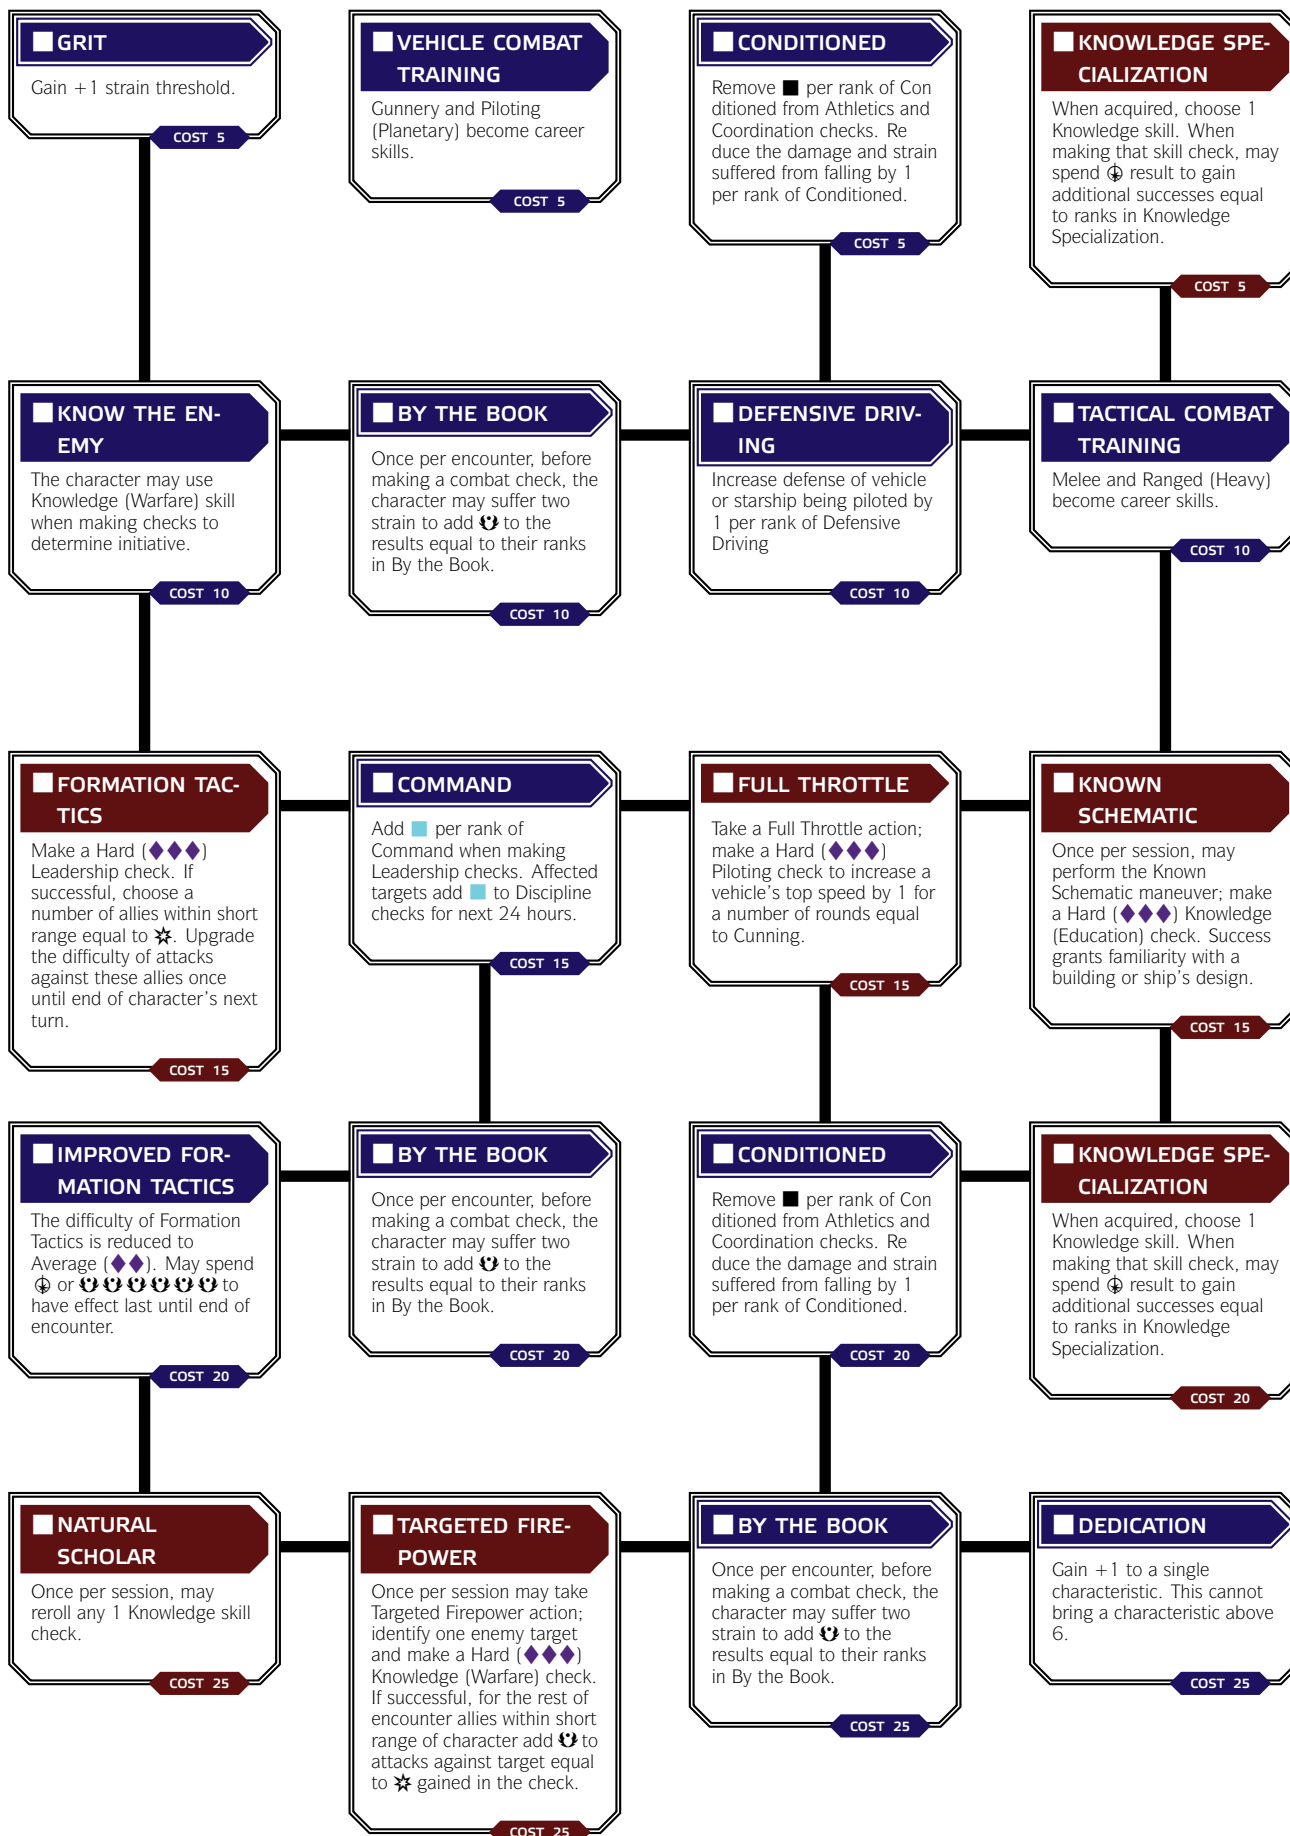 GRIT
Gain +1 strain threshold.
COST 5
VEHICLE COMBAT
TRAINING
Gunnery and Piloting
(Planetary) become career
skills.
COST 5
CONDITIONED
Remove ■ per rank of Con
ditioned from Athletics and
Coordination checks. Re
duce the damage and strain
suffered from falling by 1
per rank of Conditioned.
COST 5
KNOWLEDGE SPE-
CIALIZATION
When acquired, choose 1
Knowledge skill. When
making that skill check, may
spend result to gain
additional successes equal
to ranks in Knowledge
Specialization.
COST 5
KNOW THE EN-
EMY
The character may use
Knowledge (Warfare) skill
when making checks to
determine initiative.
COST 10
BY THE BOOK
Once per encounter, before
making a combat check, the
character may suffer two
strain to add to the
results equal to their ranks
in By the Book.
COST 10
DEFENSIVE DRIV-
ING
Increase defense of vehicle
or starship being piloted by
1 per rank of Defensive
Driving
COST 10
TACTICAL COMBAT
TRAINING
Melee and Ranged (Heavy)
become career skills.
COST 10
FORMATION TAC-
TICS
Make a Hard (◆◆◆)
Leadership check. If
successful, choose a
number of allies within short
range equal to . Upgrade
the difficulty of attacks
against these allies once
until end of character's next
turn.
COST 15
COMMAND
Add ■ per rank of
Command when making
Leadership checks. Affected
targets add ■ to Discipline
checks for next 24 hours.
COST 15
FULL THROTTLE
Take a Full Throttle action;
make a Hard (◆◆◆)
Piloting check to increase a
vehicle's top speed by 1 for
a number of rounds equal
to Cunning.
COST 15
KNOWN
SCHEMATIC
Once per session, may
perform the Known
Schematic maneuver; make
a Hard (◆◆◆) Knowledge
(Education) check. Success
grants familiarity with a
building or ship's design.
COST 15
IMPROVED FOR-
MATION TACTICS
The difficulty of Formation
Tactics is reduced to
Average (◆◆). May spend
or to
have effect last until end of
encounter.
COST 20
BY THE BOOK
Once per encounter, before
making a combat check, the
character may suffer two
strain to add to the
results equal to their ranks
in By the Book.
COST 20
CONDITIONED
Remove ■ per rank of Con
ditioned from Athletics and
Coordination checks. Re
duce the damage and strain
suffered from falling by 1
per rank of Conditioned.
COST 20
KNOWLEDGE SPE-
CIALIZATION
When acquired, choose 1
Knowledge skill. When
making that skill check, may
spend result to gain
additional successes equal
to ranks in Knowledge
Specialization.
COST 20
NATURAL
SCHOLAR
Once per session, may
reroll any 1 Knowledge skill
check.
COST 25
TARGETED FIRE-
POWER
Once per session may take
Targeted Firepower action;
identify one enemy target
and make a Hard (◆◆◆)
Knowledge (Warfare) check.
If successful, for the rest of
encounter allies within short
range of character add to
attacks against target equal
to gained in the check.
COST 25
BY THE BOOK
Once per encounter, before
making a combat check, the
character may suffer two
strain to add to the
results equal to their ranks
in By the Book.
COST 25
DEDICATION
Gain +1 to a single
characteristic. This cannot
bring a characteristic above
6.
COST 25